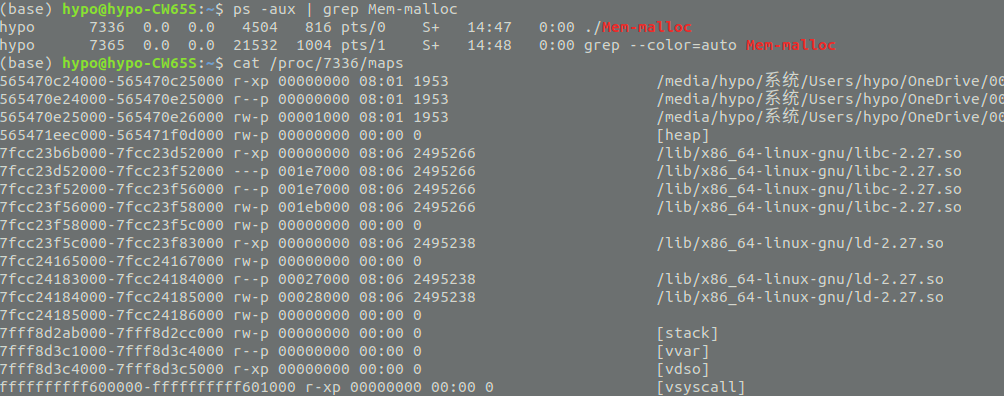 (base) hypo@hypo-CW65S:~$ ps -aux | grep Mem-malloc
hypo      7336  0.0  0.0   4504   816 pts/0    S+   14:47   0:00 ./Mem-malloc
hypo      7365  0.0  0.0  21532  1004 pts/1    S+   14:48   0:00 grep --color=auto Mem-malloc
(base) hypo@hypo-CW65S:~$ cat /proc/7336/maps
565470c24000-565470c25000 r-xp 00000000 08:01 1953                       /media/hypo/系统/Users/hypo/OneDrive/00
565470e24000-565470e25000 r--p 00000000 08:01 1953                       /media/hypo/系统/Users/hypo/OneDrive/00
565470e25000-565470e26000 rw-p 00001000 08:01 1953                       /media/hypo/系统/Users/hypo/OneDrive/00
565471eec000-565471f0d000 rw-p 00000000 00:00 0                          [heap]
7fcc23b6b000-7fcc23d52000 r-xp 00000000 08:06 2495266                    /lib/x86_64-linux-gnu/libc-2.27.so
7fcc23d52000-7fcc23f52000 ---p 001e7000 08:06 2495266                    /lib/x86_64-linux-gnu/libc-2.27.so
7fcc23f52000-7fcc23f56000 r--p 001e7000 08:06 2495266                    /lib/x86_64-linux-gnu/libc-2.27.so
7fcc23f56000-7fcc23f58000 rw-p 001eb000 08:06 2495266                    /lib/x86_64-linux-gnu/libc-2.27.so
7fcc23f58000-7fcc23f5c000 rw-p 00000000 00:00 0
7fcc23f5c000-7fcc23f83000 r-xp 00000000 08:06 2495238                    /lib/x86_64-linux-gnu/ld-2.27.so
7fcc24165000-7fcc24167000 rw-p 00000000 00:00 0
7fcc24183000-7fcc24184000 r--p 00027000 08:06 2495238                    /lib/x86_64-linux-gnu/ld-2.27.so
7fcc24184000-7fcc24185000 rw-p 00028000 08:06 2495238                    /lib/x86_64-linux-gnu/ld-2.27.so
7fcc24185000-7fcc24186000 rw-p 00000000 00:00 0
7fff8d2ab000-7fff8d2cc000 rw-p 00000000 00:00 0                          [stack]
7fff8d3c1000-7fff8d3c4000 r--p 00000000 00:00 0                          [vvar]
7fff8d3c4000-7fff8d3c5000 r-xp 00000000 00:00 0                          [vdso]
ffffffffff600000-ffffffffff601000 r-xp 00000000 00:00 0                  [vsyscall]